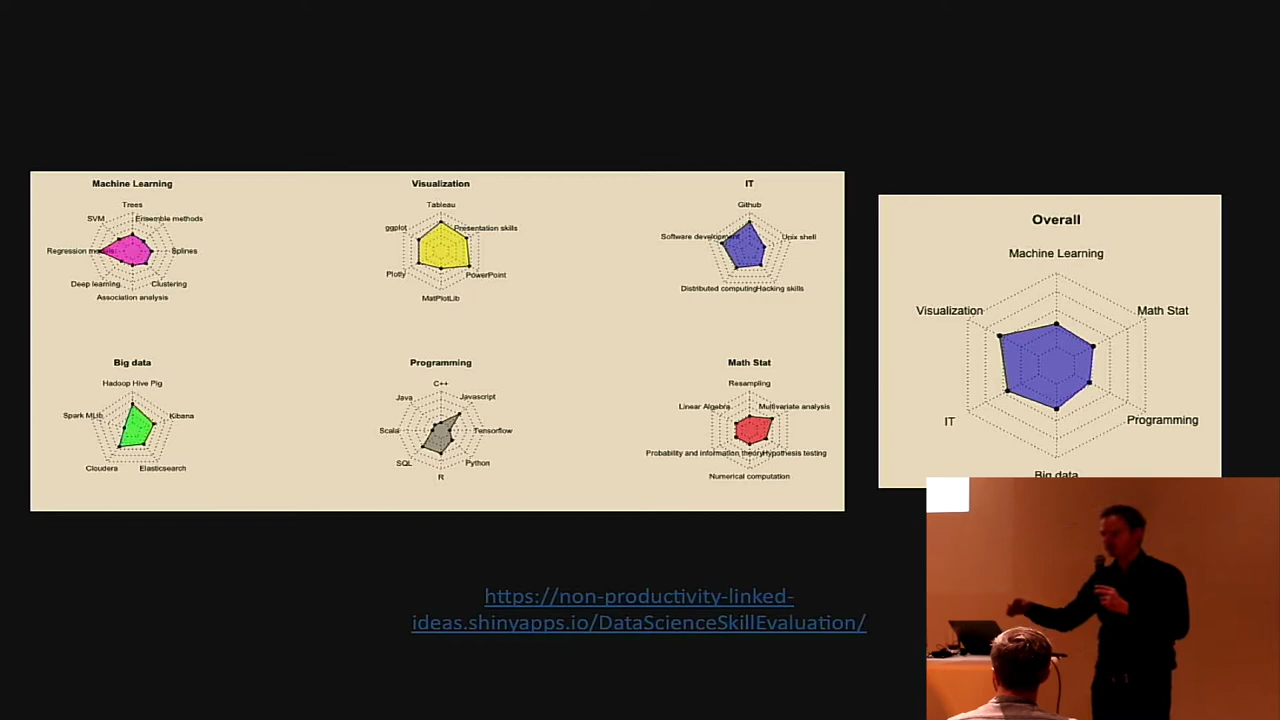 Machine Learning
Trees
SVM
Ensemble methods
Regression models
Splines
Deep learning
Clustering
Association analysis
Visualization
Tableau
ggplot
Presentation skills
Plotly
PowerPoint
MatPlotLib
IT
Github
Software development
Unix shell
Distributed computing
Hacking skills
Big data
Hadoop Hive Pig
Spark MLib
Kibana
Cloudera
Elasticsearch
Programming
C++
Java
Javascript
Scala
Tensorflow
SQL
Python
R
Math Stat
Resampling
Linear Algebra
Multivariate analysis
Probability and information theory
Hypothesis testing
Numerical computation
Overall
Machine Learning
Visualization
Math Stat
IT
Programming
Big data
https://non-productivity-linked-
ideas.shinyapps.io/DataScienceSkillEvaluation/